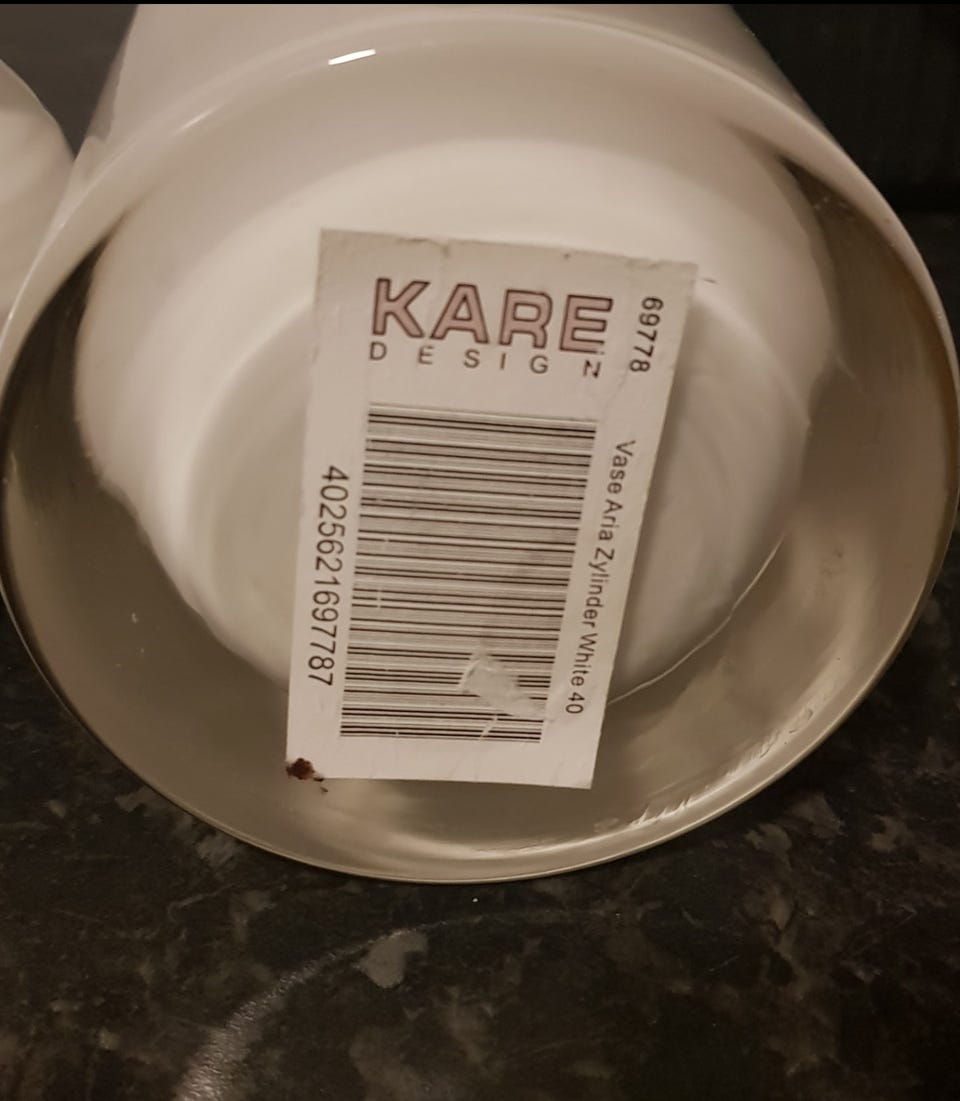 KARE
DESIGN
69778
Vase Aria Zylinder White 40
4025621697787